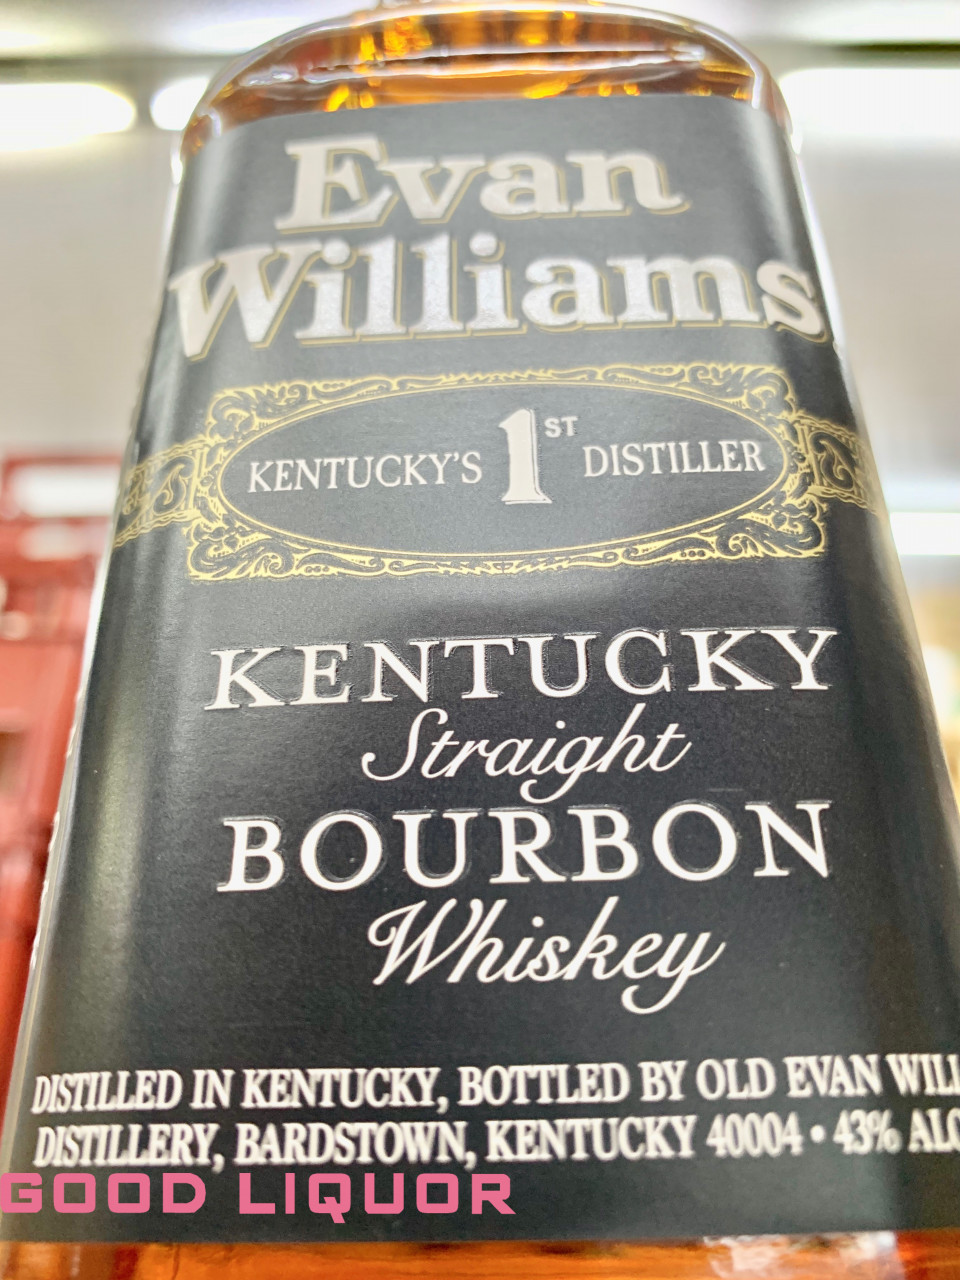 Evan
Williams
KENTUCKY'S 1ST DISTILLER
KENTUCKY
Straight
BOURBON
Whiskey
DISTILLED IN KENTUCKY, BOTTLED BY OLD EVAN
DISTILLERY, BARDSTOWN, KENTUCKY 40004 • 43%
GOOD LIQUOR